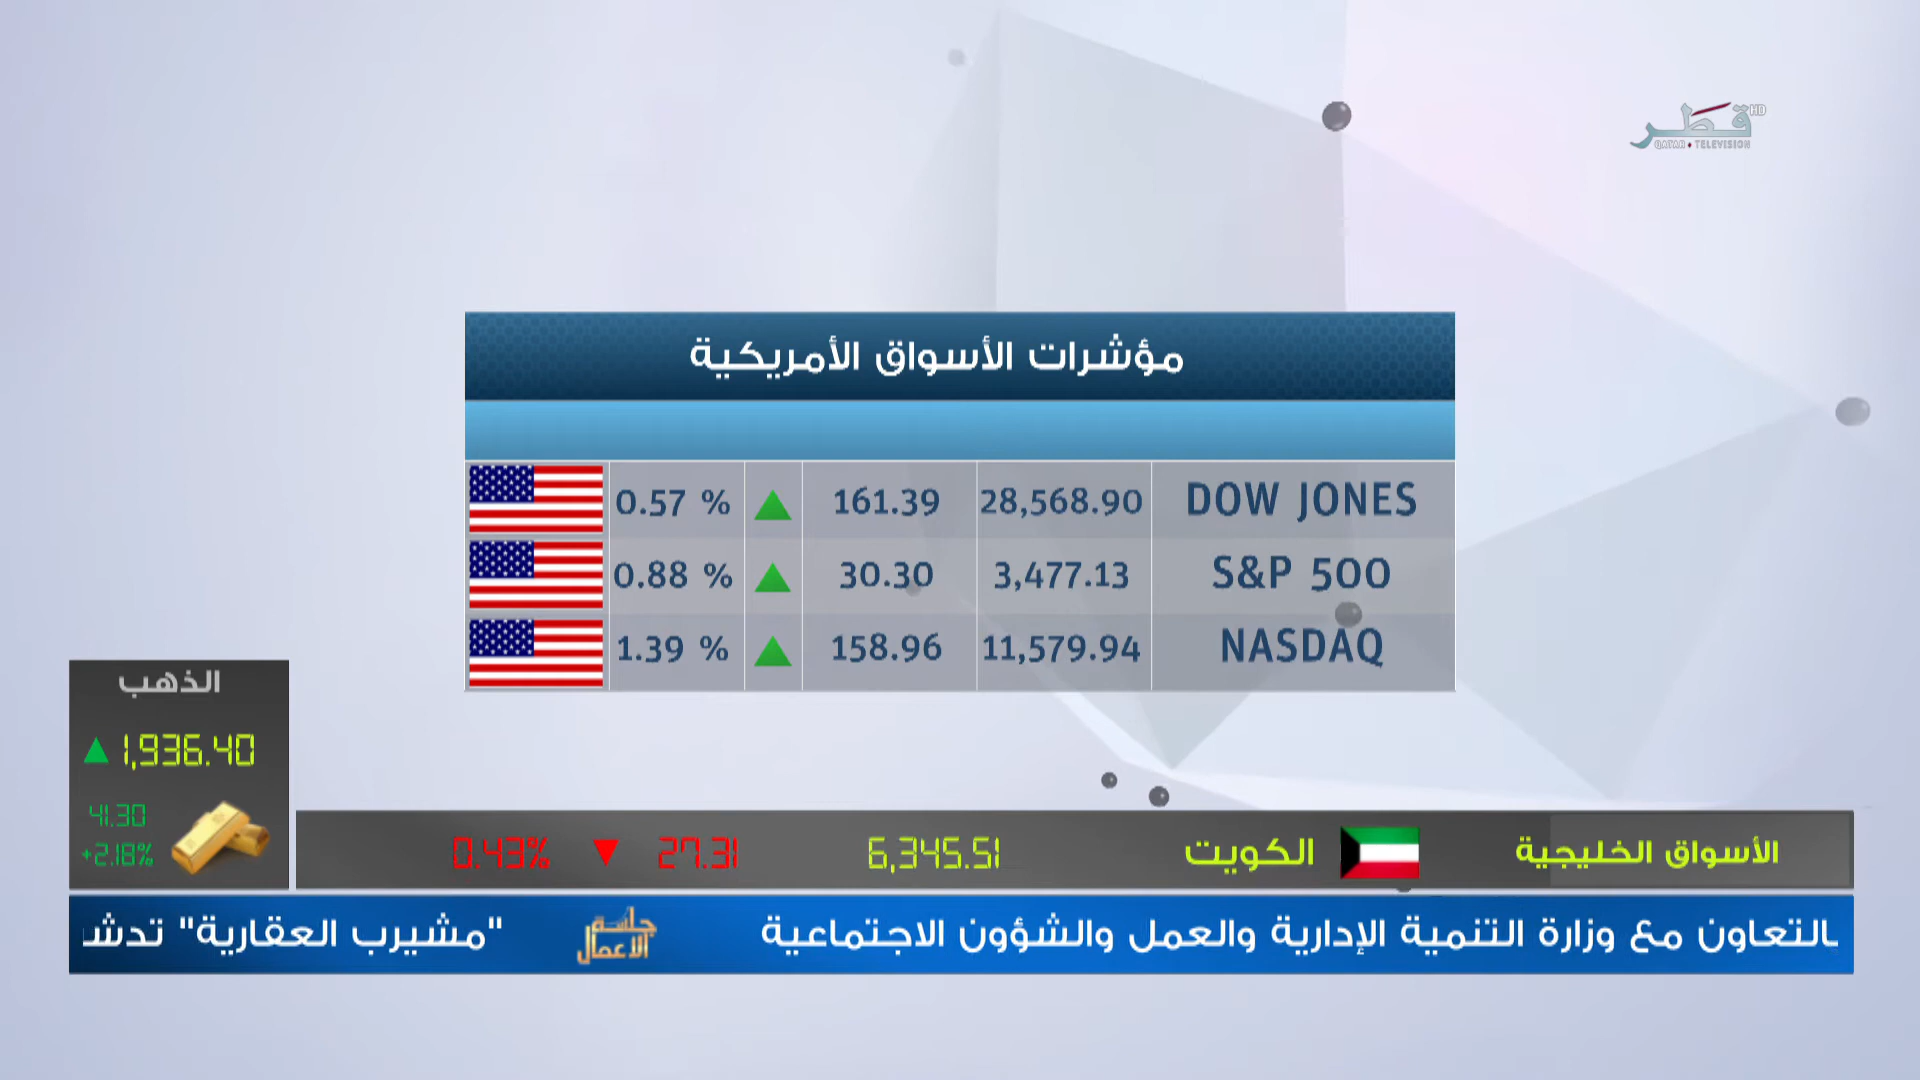 قطر HD
QATAR TELEVISION
مؤشرات الأسواق الأمريكية
DOW JONES 28,568.90 161.39 0.57 %
S&P 500 3,477.13 30.30 0.88 %
NASDAQ 11,579.94 158.96 1.39 %
الذهب
1,936.40
41.30
+2.18%
الأسواق الخليجية الكويت 6,345.51 27.31 0.43%
بالتعاون مع وزارة التنمية الإدارية والعمل والشؤون الاجتماعية جلسة الأعمال "مشيرب العقارية" تدش